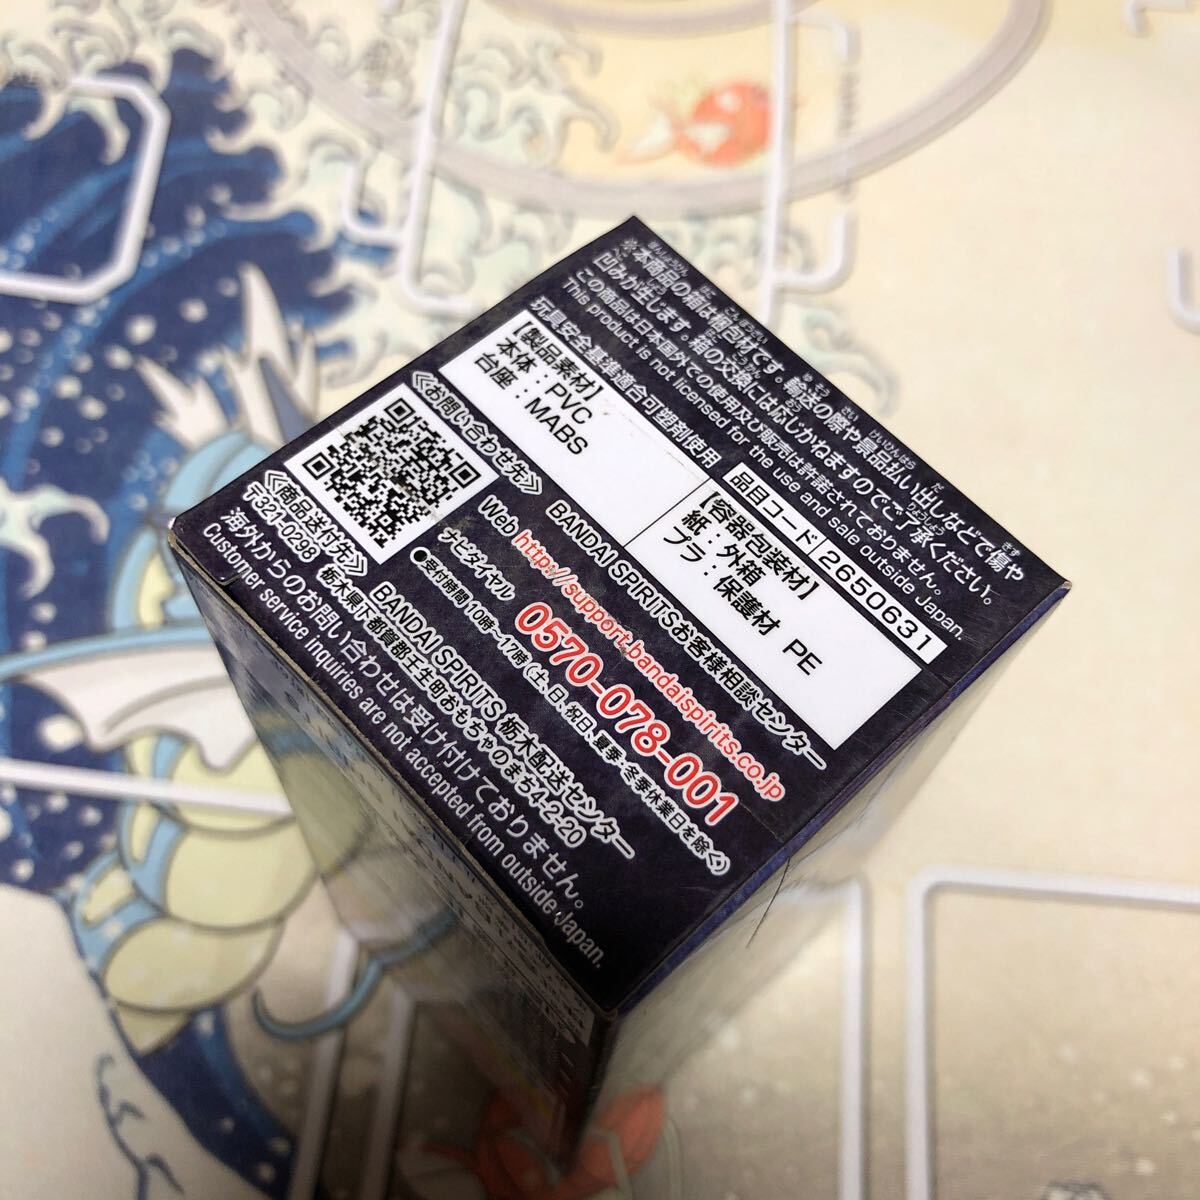 ※本商品の箱は梱包材です。輸送の際や景品払い出しなどで傷や
凹みが生じます。箱の交換には応じかねますのでご了承ください。
この商品は日本国外での使用及び販売は許諾されておりません。
This product is not licensed for the use and sale outside Japan.
玩具安全基準適合可塑剤使用
品目コード 2650631
【製品素材】
本体：PVC
台座：MABS
【容器包装材】
紙：外箱
プラ：保護材 PE
《お問い合わせ先》
BANDAI SPIRITSお客様相談センター
Web http://support.bandaispirits.co.jp
ナビダイヤル 0570-078-001
●受付時間 10時〜17時(土、日、祝日、夏季・冬季休業日を除く)
《商品送付先》 BANDAI SPIRITS 栃木配送センター
〒321-0298 栃木県下都賀郡壬生町おもちゃのまち4-2-20
海外からのお問い合わせは受け付けておりません。
Customer service inquiries are not accepted from outside Japan.